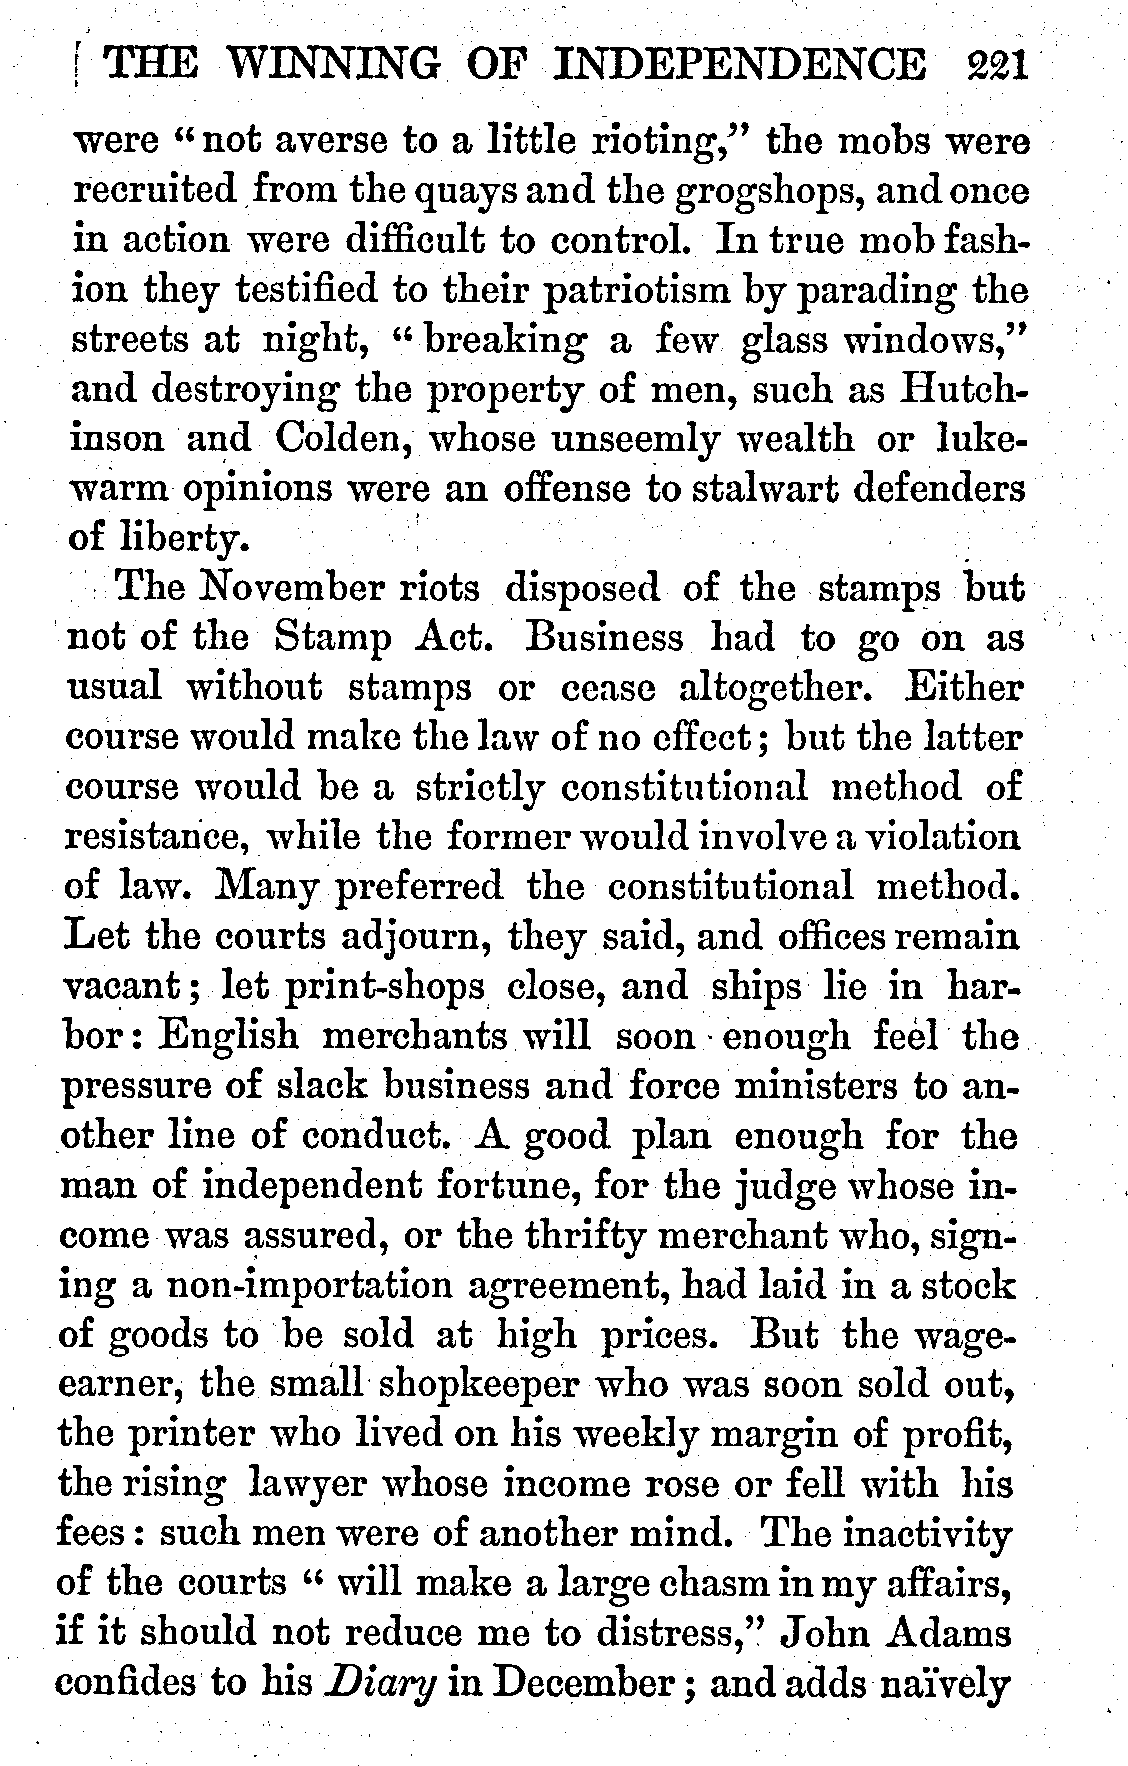 THE WINNING OF INDEPENDENCE 221
were “not averse to a little rioting,” the mobs were
recruited from the quays and the grogshops, and once
in action were difficult to control. In true mob fash-
ion they testified to their patriotism by parading the
streets at night, “breaking a few glass windows,”
and destroying the property of men, such as Hutch-
inson and Colden, whose unseemly wealth or luke-
warm opinions were an offense to stalwart defenders
of liberty.
The November riots disposed of the stamps but
not of the Stamp Act. Business had to go on as
usual without stamps or cease altogether. Either
course would make the law of no effect; but the latter
course would be a strictly constitutional method of
resistance, while the former would involve a violation
of law. Many preferred the constitutional method.
Let the courts adjourn, they said, and offices remain
vacant; let print-shops close, and ships lie in har-
bor: English merchants will soon enough feel the
pressure of slack business and force ministers to an-
other line of conduct. A good plan enough for the
man of independent fortune, for the judge whose in-
come was assured, or the thrifty merchant who, sign-
ing a non-importation agreement, had laid in a stock
of goods to be sold at high prices. But the wage-
earner, the small shopkeeper who was soon sold out,
the printer who lived on his weekly margin of profit,
the rising lawyer whose income rose or fell with his
fees: such men were of another mind. The inactivity
of the courts “will make a large chasm in my affairs,
if it should not reduce me to distress,” John Adams
confides to his Diary in December; and adds naïvely